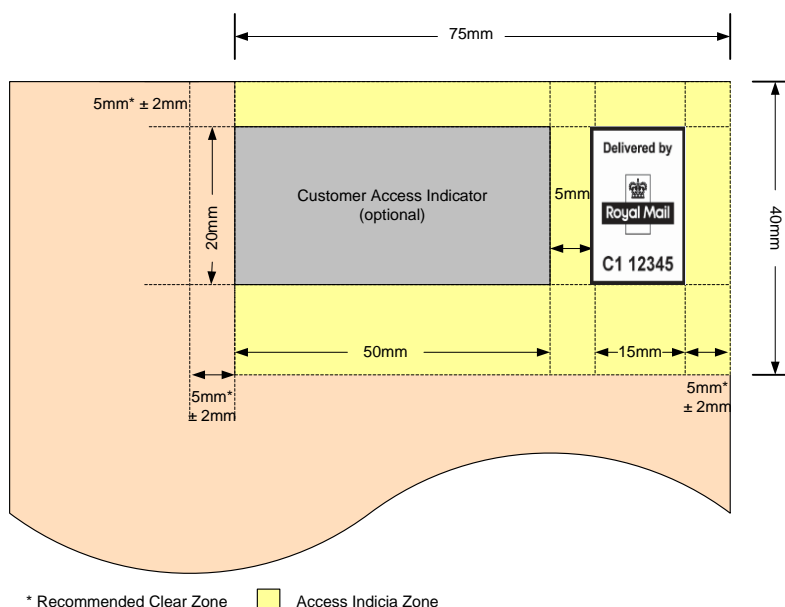 75mm
5mm* ± 2mm
Delivered by
Customer Access Indicator
(optional)
5mm
Royal Mail
20mm
40mm
C1 12345
50mm
15mm
5mm*
± 2mm
5mm*
± 2mm
* Recommended Clear Zone
Access Indicia Zone